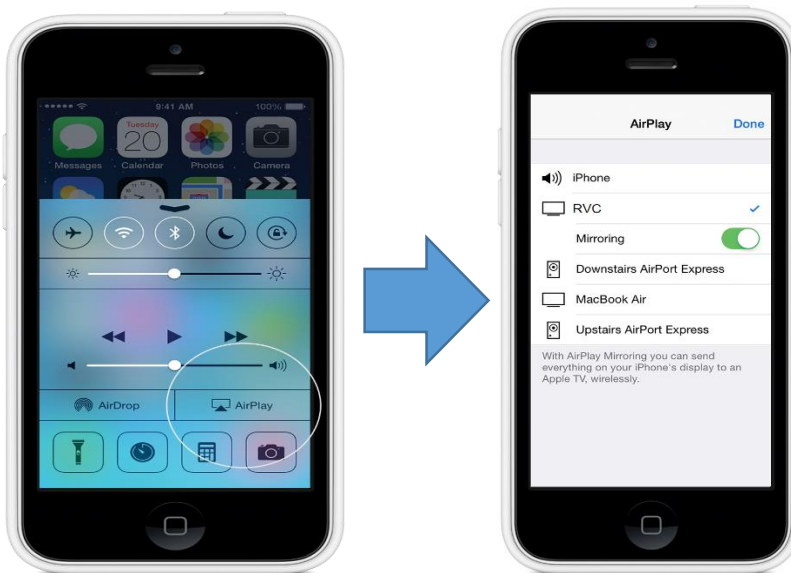 9:41 AM
100%
Tuesday
20
Messages
Calendar
Photos
Camera
AirDrop
AirPlay
AirPlay
Done
iPhone
RVC
Mirroring
Downstairs AirPort Express
MacBook Air
Upstairs AirPort Express
With AirPlay Mirroring you can send
everything on your iPhone's display to an
Apple TV, wirelessly.